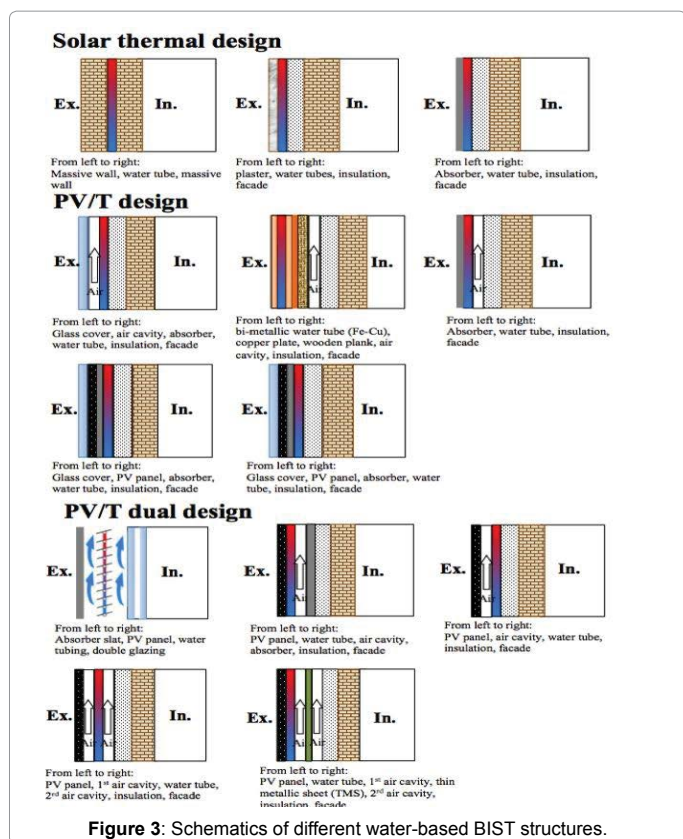 Solar thermal design
Ex. In. Ex. In. Ex. In.
From left to right:
Massive wall, water tube, massive
wall
From left to right:
plaster, water tubes, insulation,
facade
From left to right:
Absorber, water tube, insulation,
facade
PV/T design
Ex. Air In. Ex. Air In. Ex. Air In.
From left to right:
Glass cover, air cavity, absorber,
water tube, insulation, facade
From left to right:
bi-metallic water tube (Fe-Cu),
copper plate, wooden plank, air
cavity, insulation, facade
From left to right:
Absorber, water tube, insulation,
facade
Ex. In. Ex. In.
From left to right:
Glass cover, PV panel, absorber,
water tube, insulation, facade
From left to right:
Glass cover, PV panel, absorber, water
tube, insulation, facade
PV/T dual design
Ex. In. Ex. Air In. Ex. Air In.
From left to right:
Absorber slat, PV panel, water
tubing, double glazing
From left to right:
PV panel, water tube, air cavity,
absorber, insulation, facade
From left to right:
PV panel, air cavity, water tube,
insulation, facade
Ex. Air Air In. Ex. Air Air In.
From left to right:
PV panel, 1st air cavity, water tube,
2rd air cavity, insulation, facade
From left to right:
PV panel, water tube, 1st air cavity, thin
metallic sheet (TMS), 2rd air cavity,
insulation, facade
Figure 3: Schematics of different water-based BIST structures.